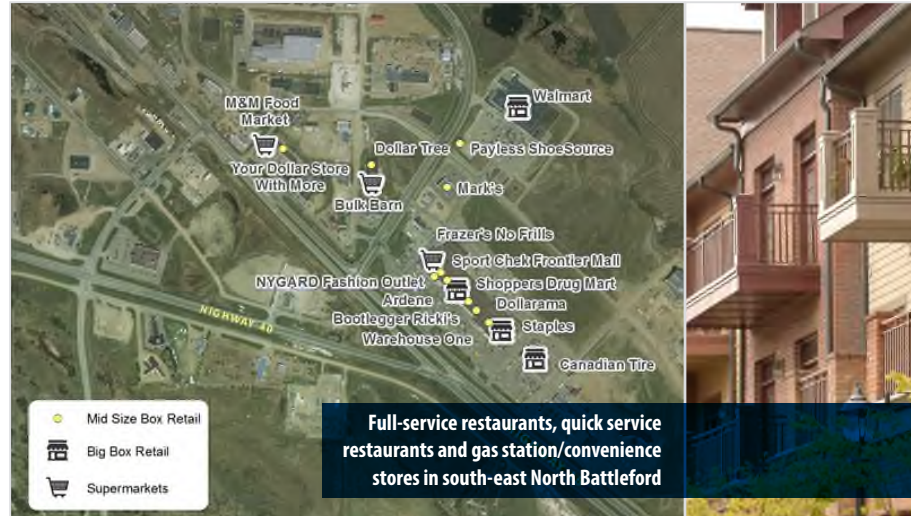 M&M Food
Market
Walmart
Dollar Tree
Payless ShoeSource
Your Dollar Store
With More
Bulk Barn
Mark's
Frazer's No Frills
Sport Chek Frontier Mall
NYGARD Fashion Outlet
Shoppers Drug Mart
Ardene
Dollarama
Bootlegger Ricki's
Staples
Warehouse One
Canadian Tire
HIGHWAY 40
Mid Size Box Retail
Big Box Retail
Supermarkets
Full-service restaurants, quick service
restaurants and gas station/convenience
stores in south-east North Battleford